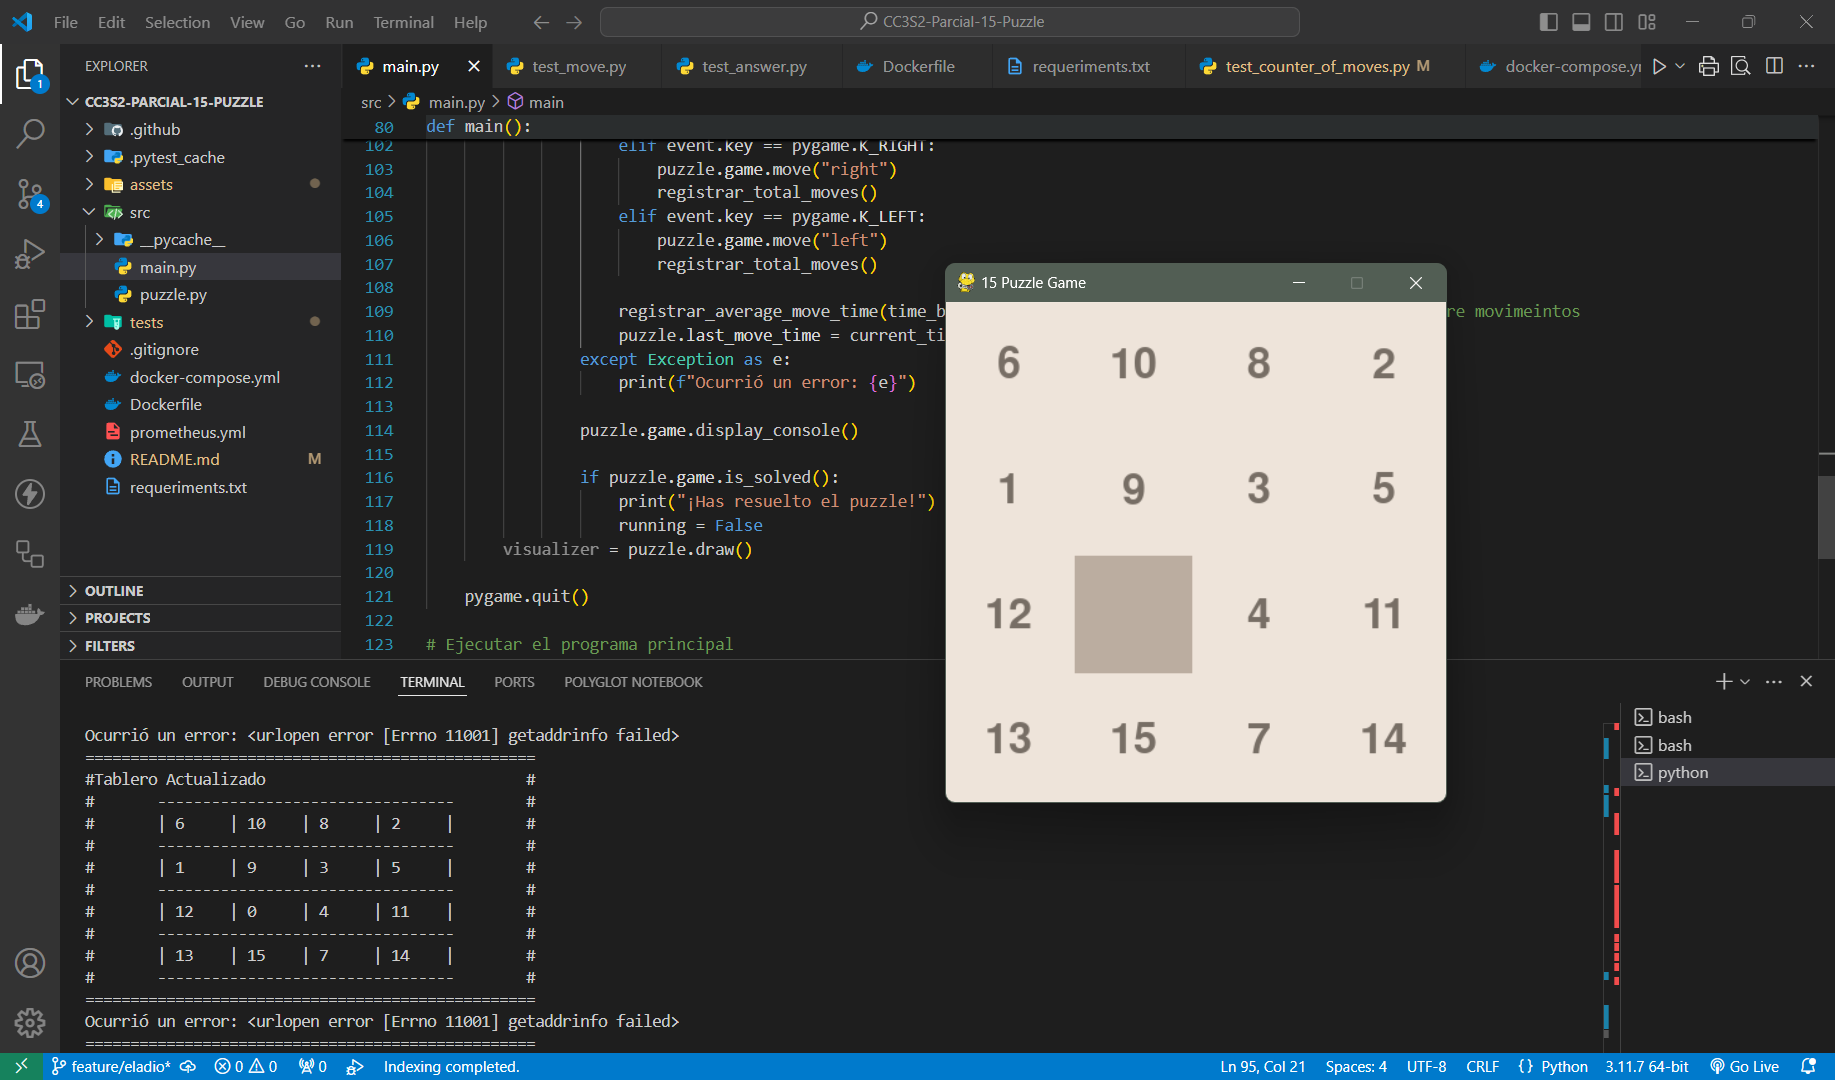 File Edit Selection View Go Run Terminal Help
CC3S2-Parcial-15-Puzzle
EXPLORER
CC3S2-PARCIAL-15-PUZZLE
.github
.pytest_cache
assets
src
__pycache__
main.py
puzzle.py
tests
.gitignore
docker-compose.yml
Dockerfile
prometheus.yml
README.md M
requeriments.txt
OUTLINE
PROJECTS
FILTERS
1
4
main.py test_move.py test_answer.py Dockerfile requeriments.txt test_counter_of_moves.py M docker-compose.y
src > main.py > main
80 def main():
102 elif event.key == pygame.K_RIGHT:
103 puzzle.game.move("right")
104 registrar_total_moves()
105 elif event.key == pygame.K_LEFT:
106 puzzle.game.move("left")
107 registrar_total_moves()
108
109 registrar_average_move_time(time_b re movimeintos
110 puzzle.last_move_time = current_ti
111 except Exception as e:
112 print(f"Ocurrió un error: {e}")
113
114 puzzle.game.display_console()
115
116 if puzzle.game.is_solved():
117 print("¡Has resuelto el puzzle!")
118 running = False
119 visualizer = puzzle.draw()
120
121 pygame.quit()
122
123 # Ejecutar el programa principal
15 Puzzle Game
6 10 8 2
1 9 3 5
12 4 11
13 15 7 14
PROBLEMS OUTPUT DEBUG CONSOLE TERMINAL PORTS POLYGLOT NOTEBOOK
Ocurrió un error: <urlopen error [Errno 11001] getaddrinfo failed>
==================================================
#Tablero Actualizado #
# --------------------------------- #
# | 6 | 10 | 8 | 2 | #
# --------------------------------- #
# | 1 | 9 | 3 | 5 | #
# --------------------------------- #
# | 12 | 0 | 4 | 11 | #
# --------------------------------- #
# | 13 | 15 | 7 | 14 | #
# --------------------------------- #
==================================================
Ocurrió un error: <urlopen error [Errno 11001] getaddrinfo failed>
==================================================
bash
bash
python
feature/eladio* 0 0 0 Indexing completed. Ln 95, Col 21 Spaces: 4 UTF-8 CRLF {} Python 3.11.7 64-bit Go Live